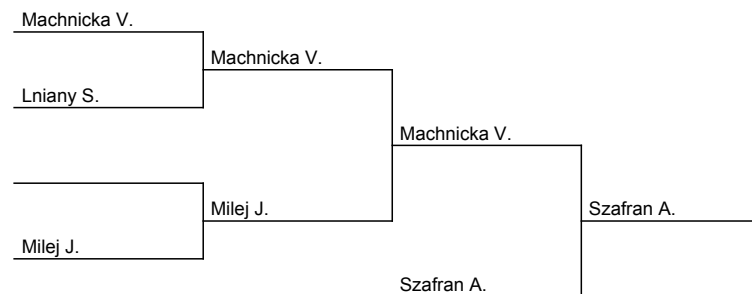 Machnicka V.
Machnicka V.
Lniany S.
Machnicka V.
Milej J.
Szafran A.
Milej J.
Szafran A.